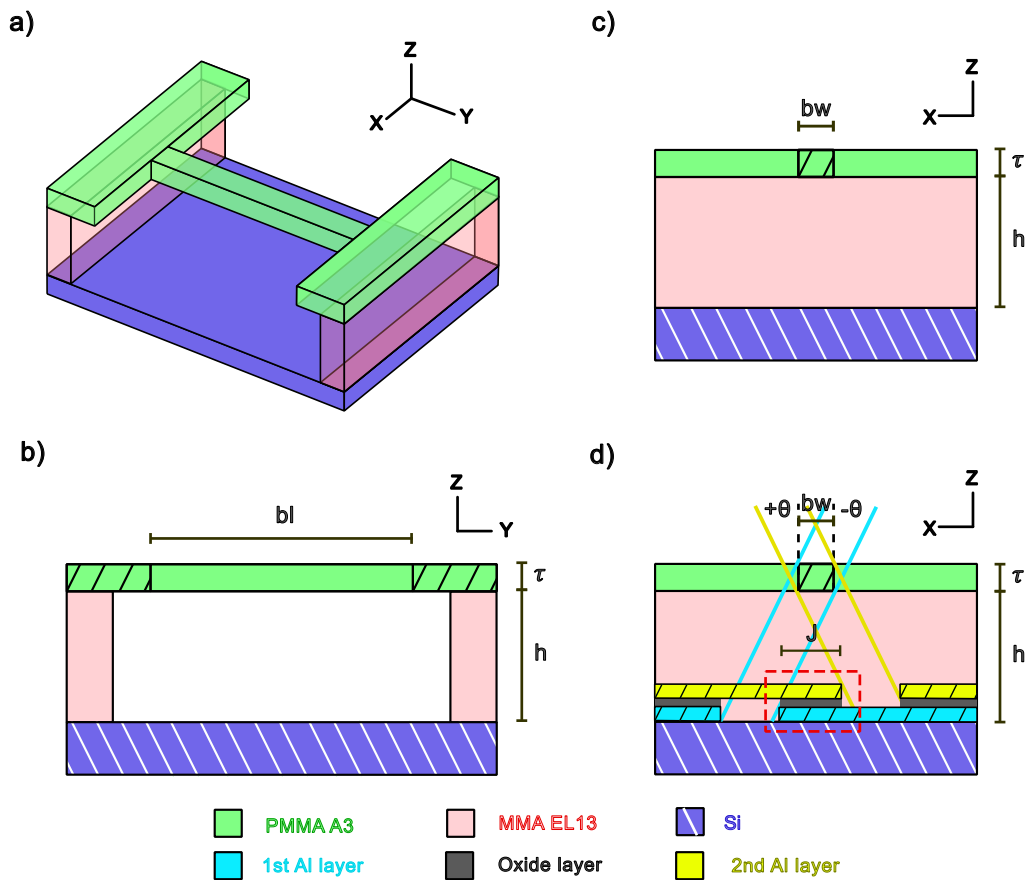 a)
Z
X
Y
c)
Z
X
bw
τ
h
b)
Z
Y
bl
τ
h
d)
Z
X
+θ
bw
-θ
τ
h
J
PMMA A3
MMA EL13
Si
1st Al layer
Oxide layer
2nd Al layer